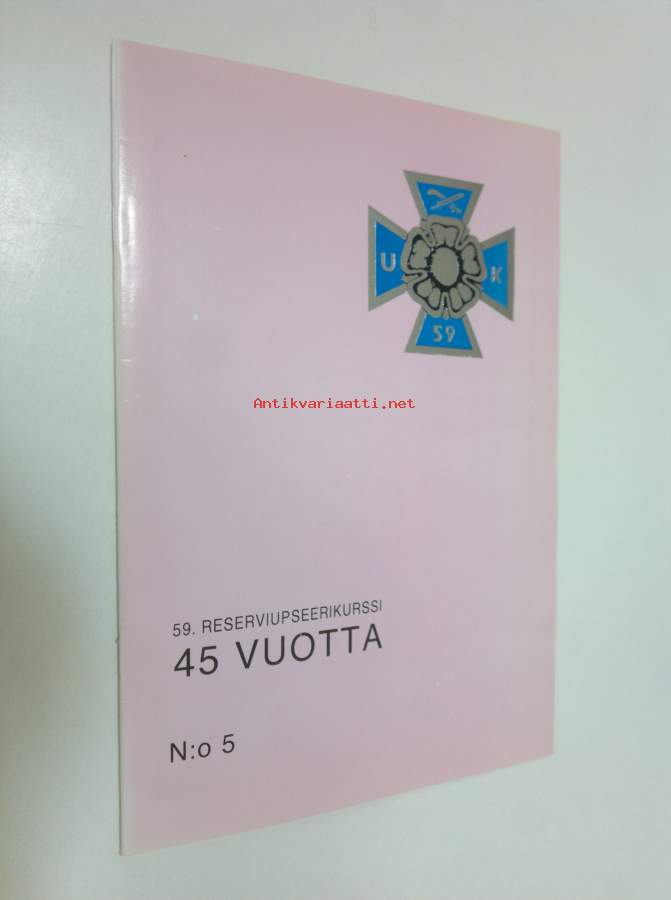 U K
59
Antikvariaatti.net
59. RESERVIUPSEERIKURSSI
45 VUOTTA
N:o 5